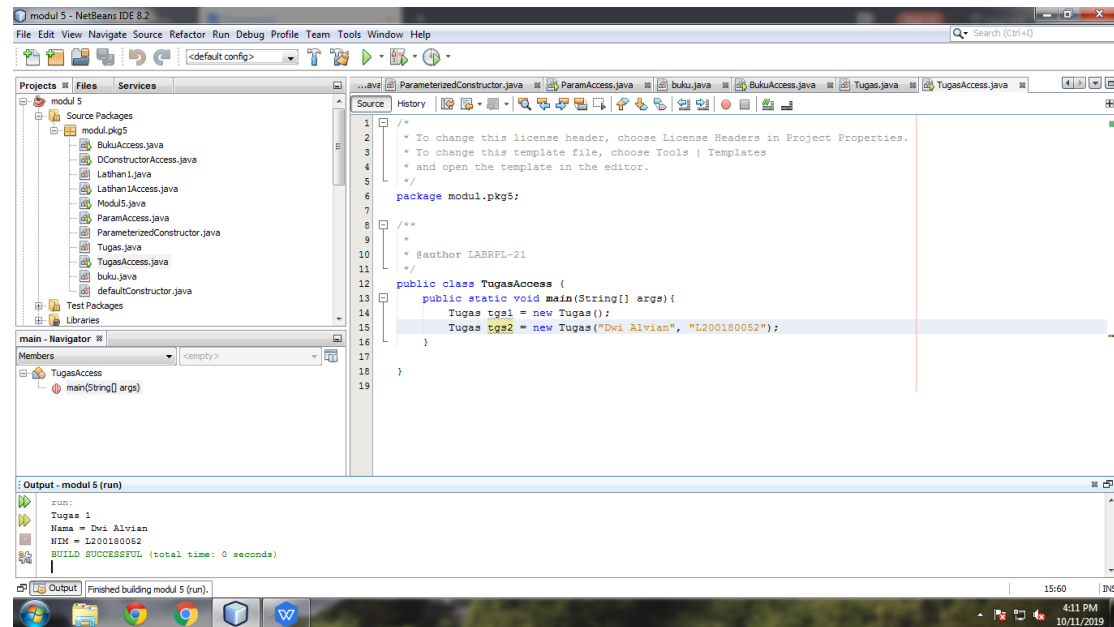 modul 5 - NetBeans IDE 8.2
File Edit View Navigate Source Refactor Run Debug Profile Team Tools Window Help
Search (Ctrl+I)
<default config>
Projects Files Services
...ava ParameterizedConstructor.java ParamAccess.java buku.java BukuAccess.java Tugas.java TugasAccess.java
Source History
modul 5
Source Packages
modul.pkg5
BukuAccess.java
DConstructorAccess.java
Latihan1.java
Latihan1Access.java
Modul5.java
ParamAccess.java
ParameterizedConstructor.java
Tugas.java
TugasAccess.java
buku.java
defaultConstructor.java
Test Packages
Libraries
main - Navigator
Members <empty>
TugasAccess
main(String[] args)
1 /*
2 * To change this license header, choose License Headers in Project Properties.
3 * To change this template file, choose Tools | Templates
4 * and open the template in the editor.
5 */
6 package modul.pkg5;
7
8 /**
9 *
10 * @author LABRPL-21
11 */
12 public class TugasAccess {
13 public static void main(String[] args){
14 Tugas tgs1 = new Tugas();
15 Tugas tgs2 = new Tugas("Dwi Alvian", "L200180052");
16 }
17
18 }
19
Output - modul 5 (run)
run:
Tugas 1
Nama = Dwi Alvian
NIM = L200180052
BUILD SUCCESSFUL (total time: 0 seconds)
Output Finished building modul 5 (run).
15:60 INS
4:11 PM
10/11/2019